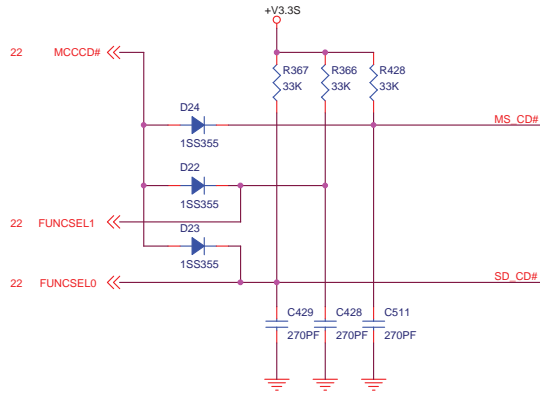 +V3.3S
22 MCCCD#
R367 R366 R428
33K 33K 33K
D24
MS_CD#
1SS355
D22
1SS355
22 FUNCSEL1
D23
1SS355
22 FUNCSEL0
SD_CD#
C429 C428 C511
270PF 270PF 270PF